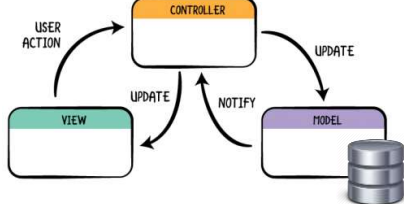 CONTROLLER
USER
ACTION
UPDATE
UPDATE
NOTIFY
VIEW
MODEL